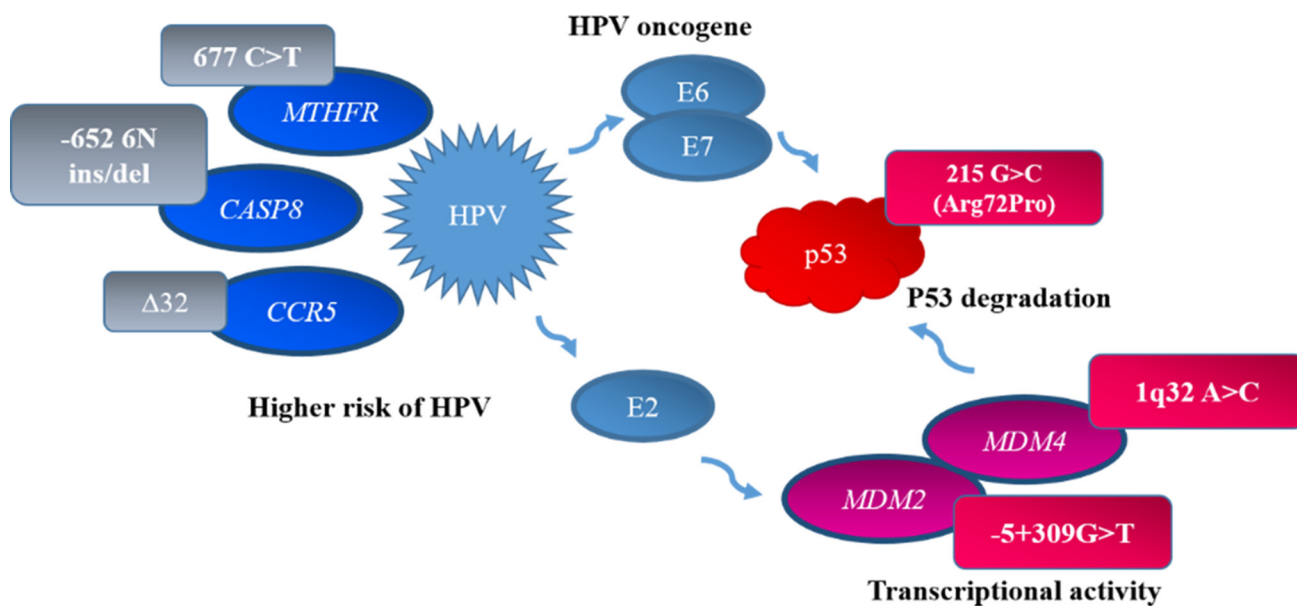 HPV oncogene
677 C>T
MTHFR
-652 6N
ins/del
CASP8
Δ32
CCR5
Higher risk of HPV
HPV
E6
E7
215 G>C
(Arg72Pro)
p53
P53 degradation
E2
1q32 A>C
MDM4
MDM2
-5+309G>T
Transcriptional activity